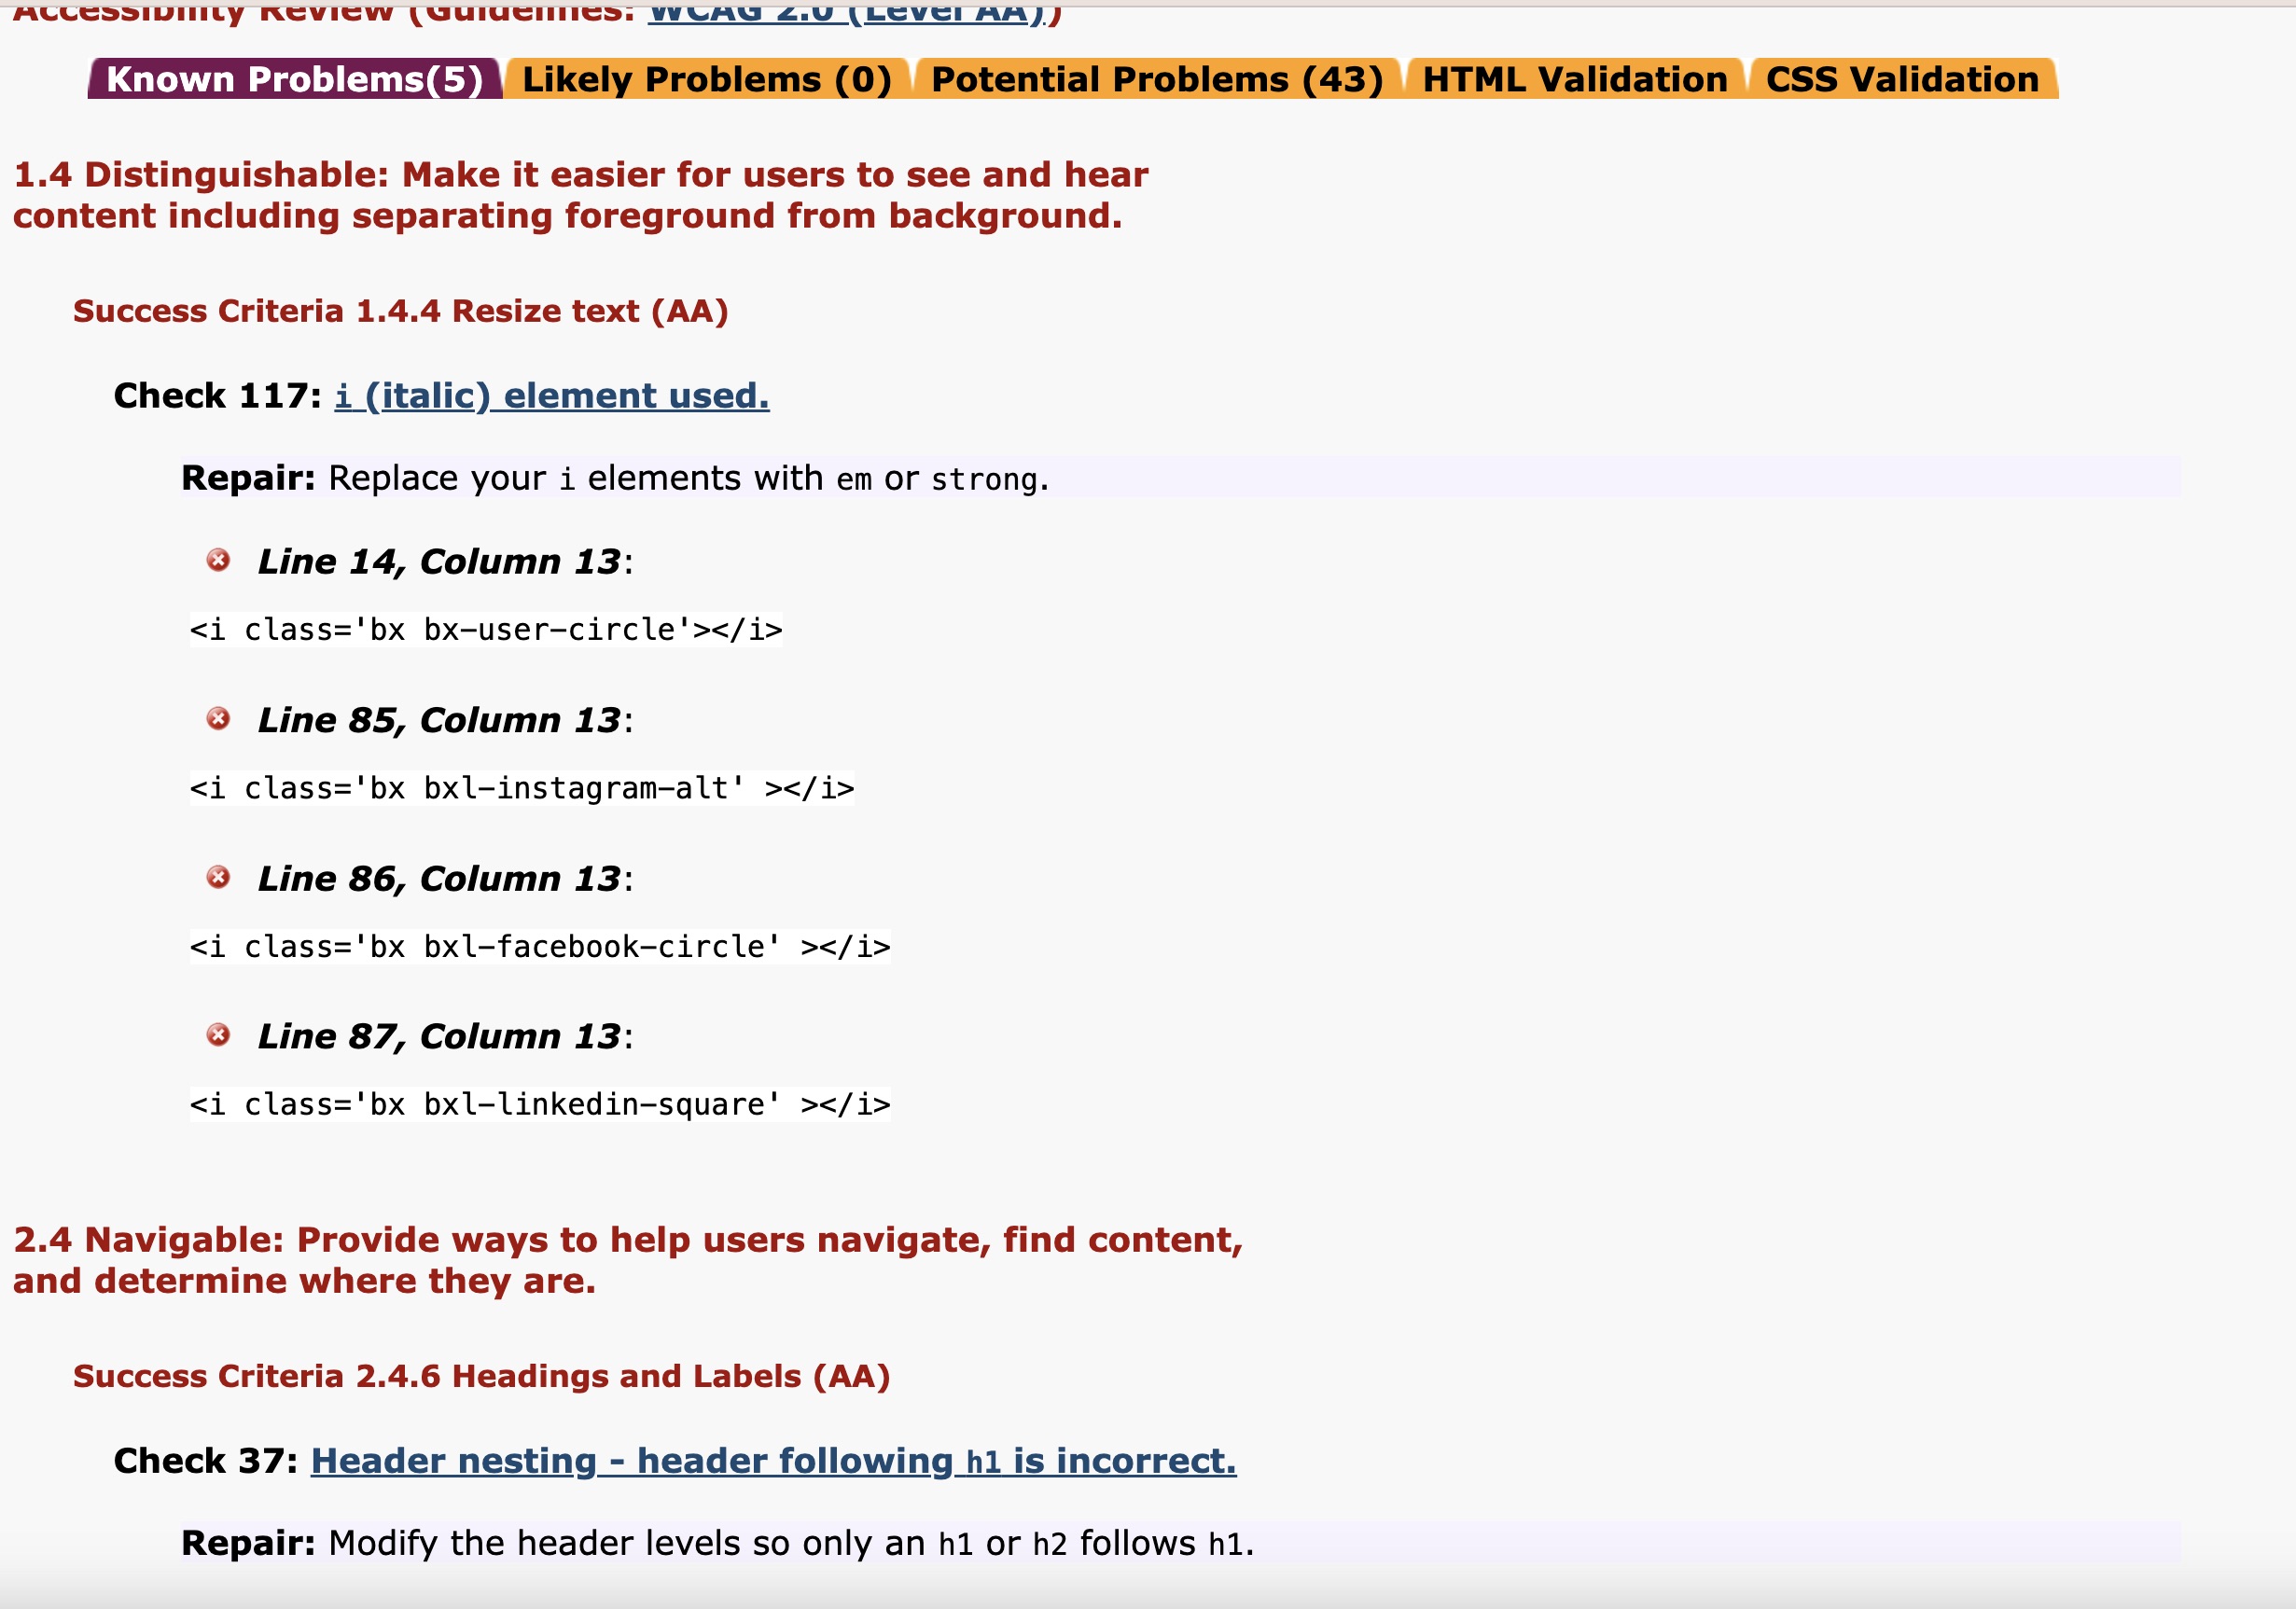 Accessibility Review (Guidelines: WCAG 2.0 (Level AA))
Known Problems(5) Likely Problems (0) Potential Problems (43) HTML Validation CSS Validation
1.4 Distinguishable: Make it easier for users to see and hear
content including separating foreground from background.
Success Criteria 1.4.4 Resize text (AA)
Check 117: i (italic) element used.
Repair: Replace your i elements with em or strong.
Line 14, Column 13:
<i class='bx bx-user-circle'></i>
Line 85, Column 13:
<i class='bx bxl-instagram-alt' ></i>
Line 86, Column 13:
<i class='bx bxl-facebook-circle' ></i>
Line 87, Column 13:
<i class='bx bxl-linkedin-square' ></i>
2.4 Navigable: Provide ways to help users navigate, find content,
and determine where they are.
Success Criteria 2.4.6 Headings and Labels (AA)
Check 37: Header nesting - header following h1 is incorrect.
Repair: Modify the header levels so only an h1 or h2 follows h1.